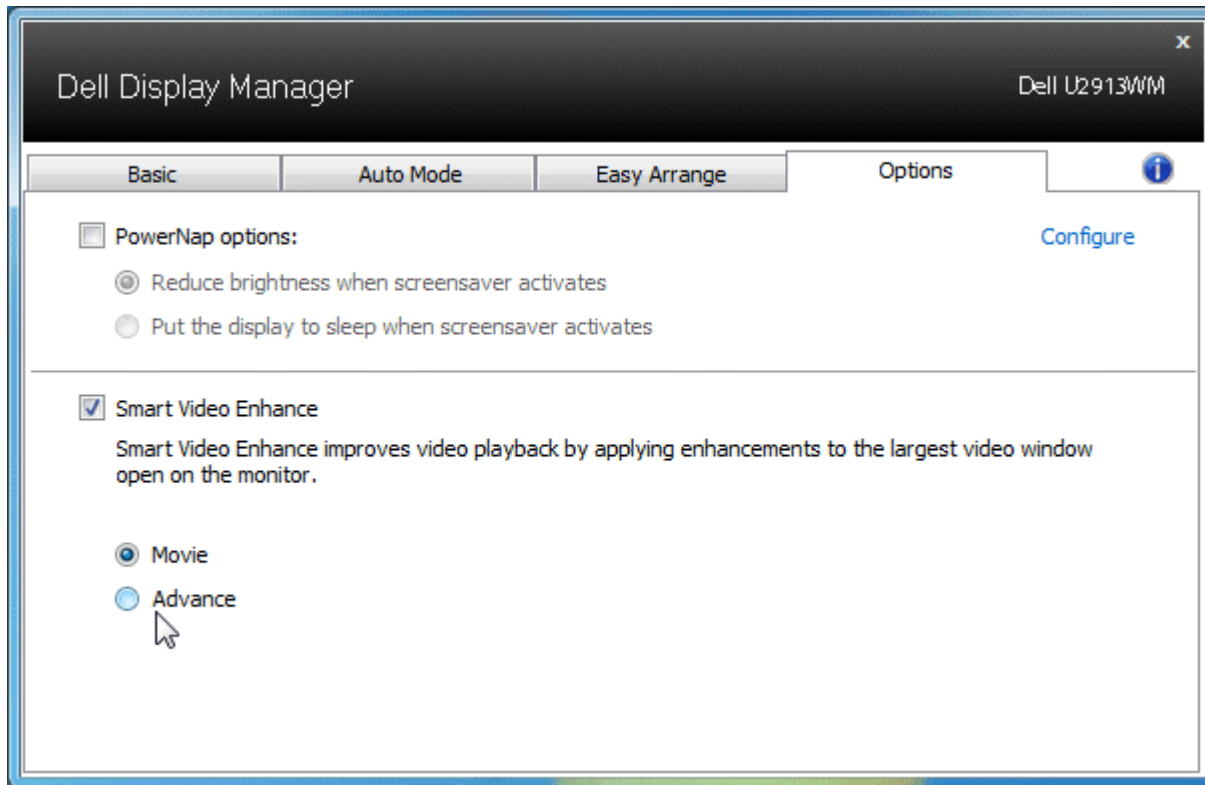 x
Dell Display Manager
Dell U2913WM
Basic
Auto Mode
Easy Arrange
Options
i
PowerNap options:
Configure
Reduce brightness when screensaver activates
Put the display to sleep when screensaver activates
Smart Video Enhance
Smart Video Enhance improves video playback by applying enhancements to the largest video window
open on the monitor.
Movie
Advance